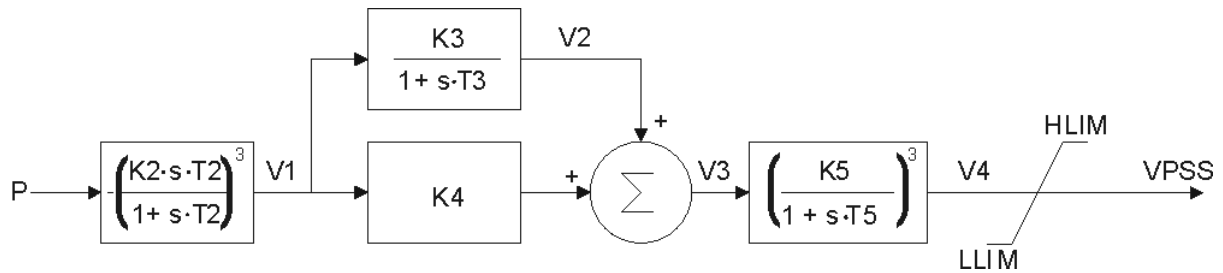 K3
1+ s·T3
V2
+
HLIM
P
-(K2·s·T2
1+ s·T2)3
V1
K4
+
Σ
V3
(K5
1 + s·T5)3
V4
VPSS
LLIM